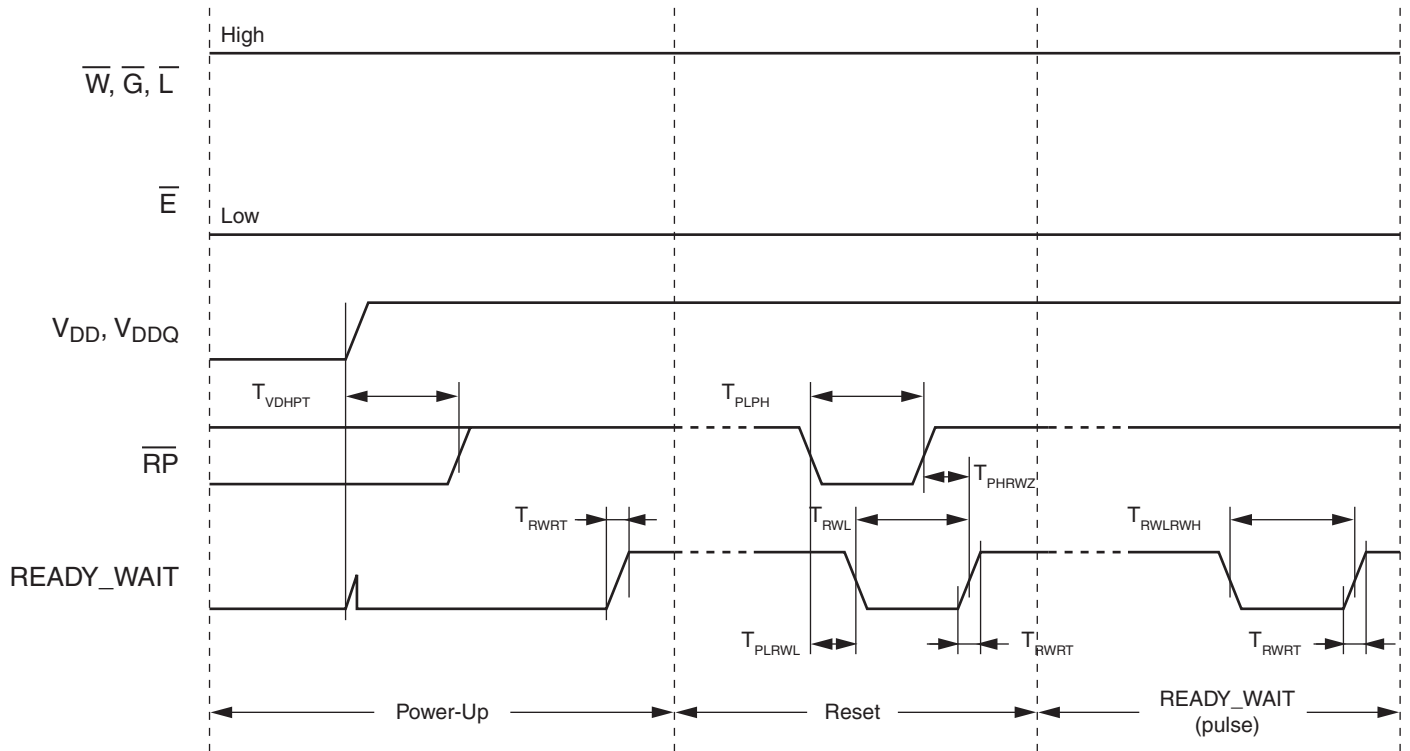 High
W̅, G̅, L̅
E̅
Low
VDD, VDDQ
TVDHPT
TPLPH
R̅P̅
TPHRWZ
TRWRT
TRWL
TRWLRWH
READY_WAIT
TPLRWL
TRWRT
TRWRT
Power-Up
Reset
READY_WAIT
(pulse)